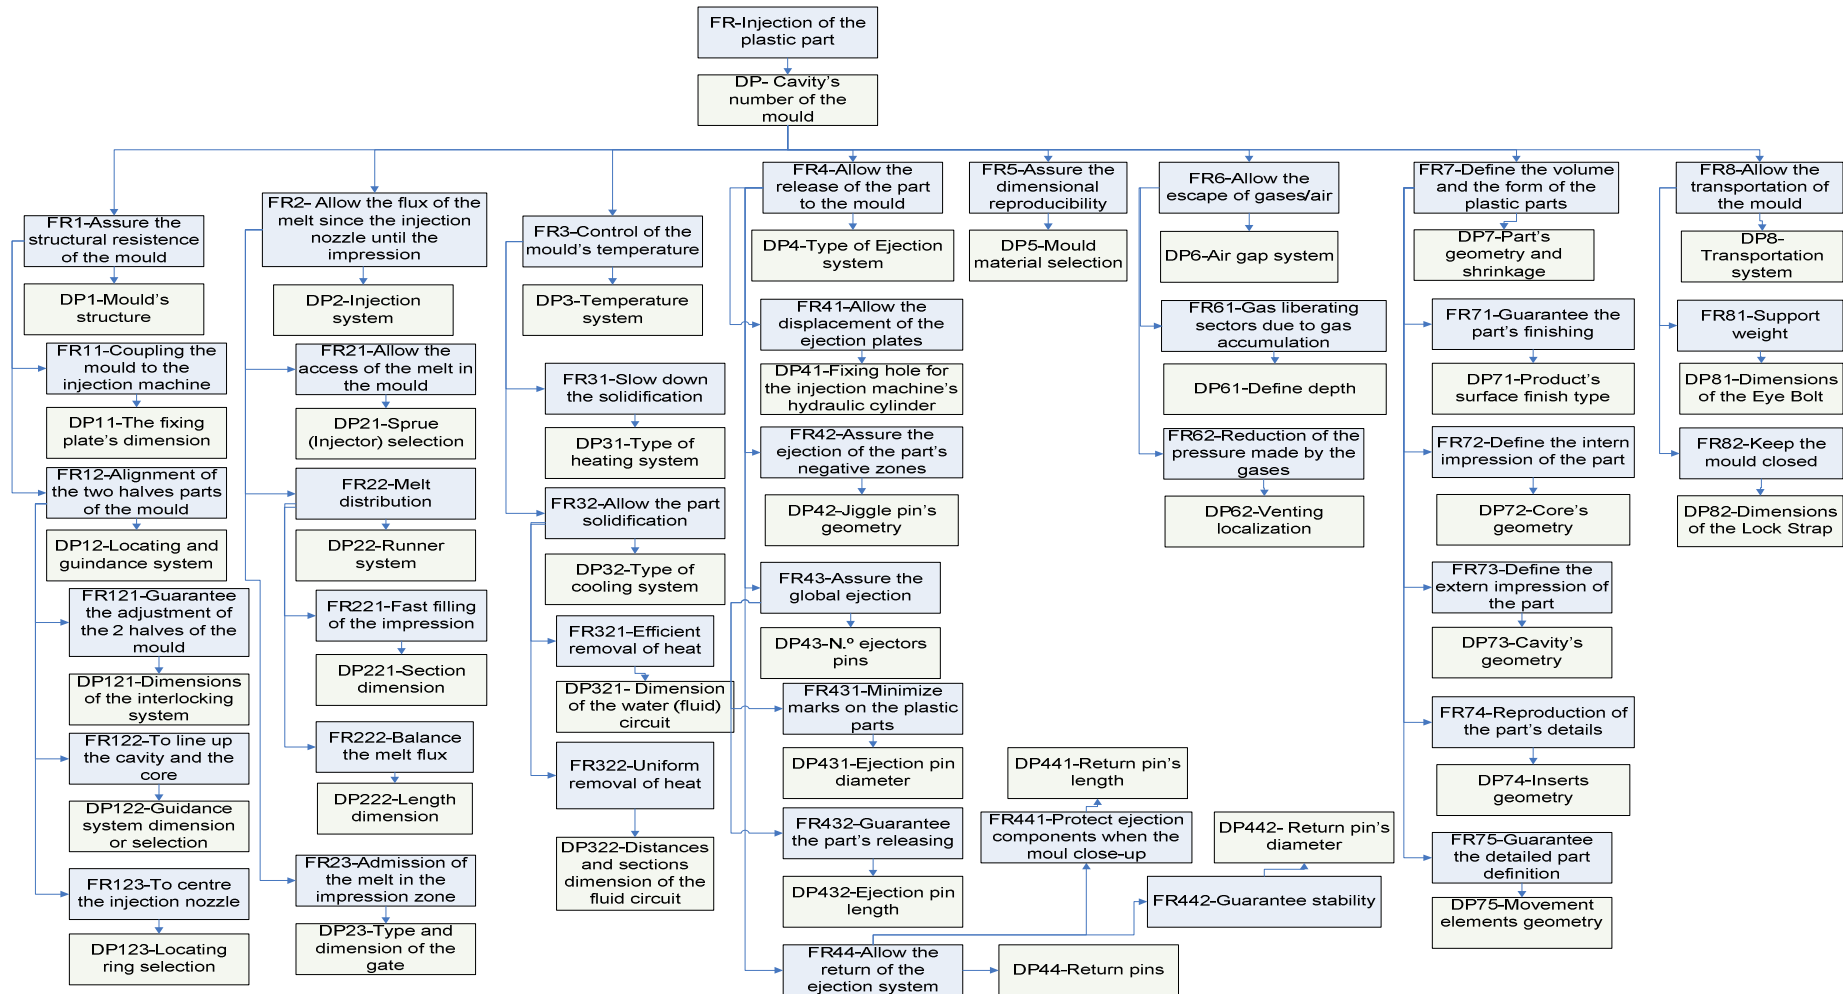 FR-Injection of the
plastic part
DP- Cavity's
number of the
mould
FR1-Assure the
structural resistence
of the mould
DP1-Mould's
structure
FR11-Coupling the
mould to the
injection machine
DP11-The fixing
plate's dimension
FR12-Alignment of
the two halves parts
of the mould
DP12-Locating and
guindance system
FR121-Guarantee
the adjustment of
the 2 halves of the
mould
DP121-Dimensions
of the interlocking
system
FR122-To line up
the cavity and the
core
DP122-Guidance
system dimension
or selection
FR123-To centre
the injection nozzle
DP123-Locating
ring selection
FR2- Allow the flux of
the melt since the injection
nozzle until the
impression
DP2-Injection
system
FR21-Allow the
access of the melt in
the mould
DP21-Sprue
(Injector) selection
FR22-Melt
distribution
DP22-Runner
system
FR221-Fast filling
of the impression
DP221-Section
dimension
FR222-Balance
the melt flux
DP222-Length
dimension
FR23-Admission of
the melt in the
impression zone
DP23-Type and
dimension of the
gate
FR3-Control of the
mould's temperature
DP3-Temperature
system
FR31-Slow down
the solidification
DP31-Type of
heating system
FR32-Allow the part
solidification
DP32-Type of
cooling system
FR321-Efficient
removal of heat
DP321- Dimension
of the water (fluid)
circuit
FR322-Uniform
removal of heat
DP322-Distances
and sections
dimension of the
fluid circuit
FR4-Allow the
release of the part
to the mould
DP4-Type of Ejection
system
FR41-Allow the
displacement of the
ejection plates
DP41-Fixing hole for
the injection machine's
hydraulic cylinder
FR42-Assure the
ejection of the part's
negative zones
DP42-Jiggle pin's
geometry
FR43-Assure the
global ejection
DP43-N.º ejectors
pins
FR431-Minimize
marks on the plastic
parts
DP431-Ejection pin
diameter
FR432-Guarantee
the part's releasing
DP432-Ejection pin
length
FR44-Allow the
return of the
ejection system
DP44-Return pins
DP441-Return pin's
length
FR441-Protect ejection
components when the
moul close-up
DP442- Return pin's
diameter
FR442-Guarantee stability
FR5-Assure the
dimensional
reproducibility
DP5-Mould
material selection
FR6-Allow the
escape of gases/air
DP6-Air gap system
FR61-Gas liberating
sectors due to gas
accumulation
DP61-Define depth
FR62-Reduction of the
pressure made by the
gases
DP62-Venting
localization
FR7-Define the volume
and the form of the
plastic parts
DP7-Part's
geometry and
shrinkage
FR71-Guarantee the
part's finishing
DP71-Product's
surface finish type
FR72-Define the intern
impression of the part
DP72-Core's
geometry
FR73-Define the
extern impression of
the part
DP73-Cavity's
geometry
FR74-Reproduction of
the part's details
DP74-Inserts
geometry
FR75-Guarantee
the detailed part
definition
DP75-Movement
elements geometry
FR8-Allow the
transportation of
the mould
DP8-
Transportation
system
FR81-Support
weight
DP81-Dimensions
of the Eye Bolt
FR82-Keep the
mould closed
DP82-Dimensions
of the Lock Strap